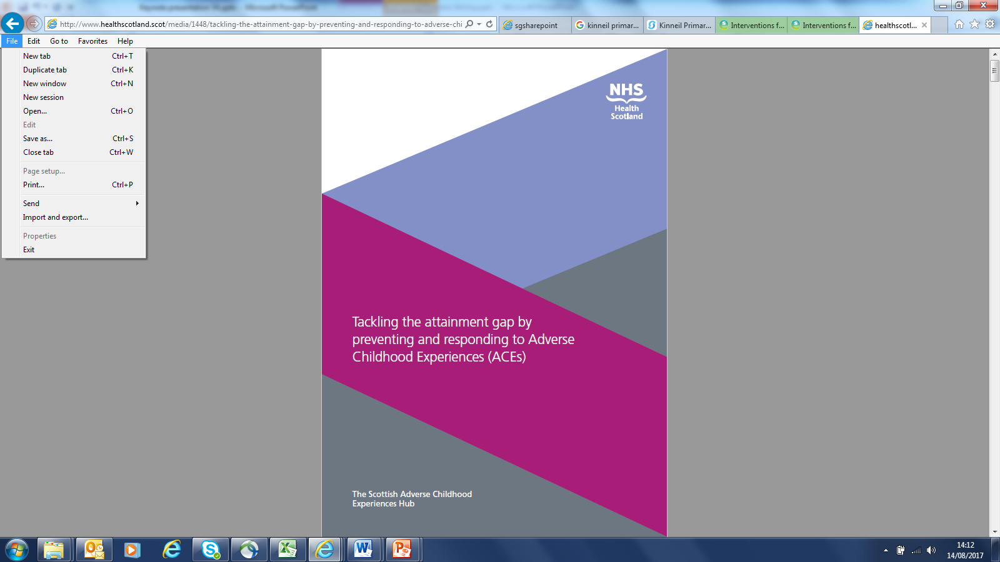 http://www.healthscotland.scot/media/1448/tackling-the-attainment-gap-by-preventing-and-responding-to-adverse-chi
sgsharepoint
kinneil primar...
Kinneil Primar...
Interventions f...
Interventions f...
healthscotl...
File Edit Go to Favorites Help
New tab Ctrl+T
Duplicate tab Ctrl+K
New window Ctrl+N
New session
Open... Ctrl+O
Edit
Save as... Ctrl+S
Close tab Ctrl+W
Page setup...
Print... Ctrl+P
Send
Import and export...
Properties
Exit
NHS
Health
Scotland
Tackling the attainment gap by
preventing and responding to Adverse
Childhood Experiences (ACEs)
The Scottish Adverse Childhood
Experiences Hub
14:12
14/08/2017